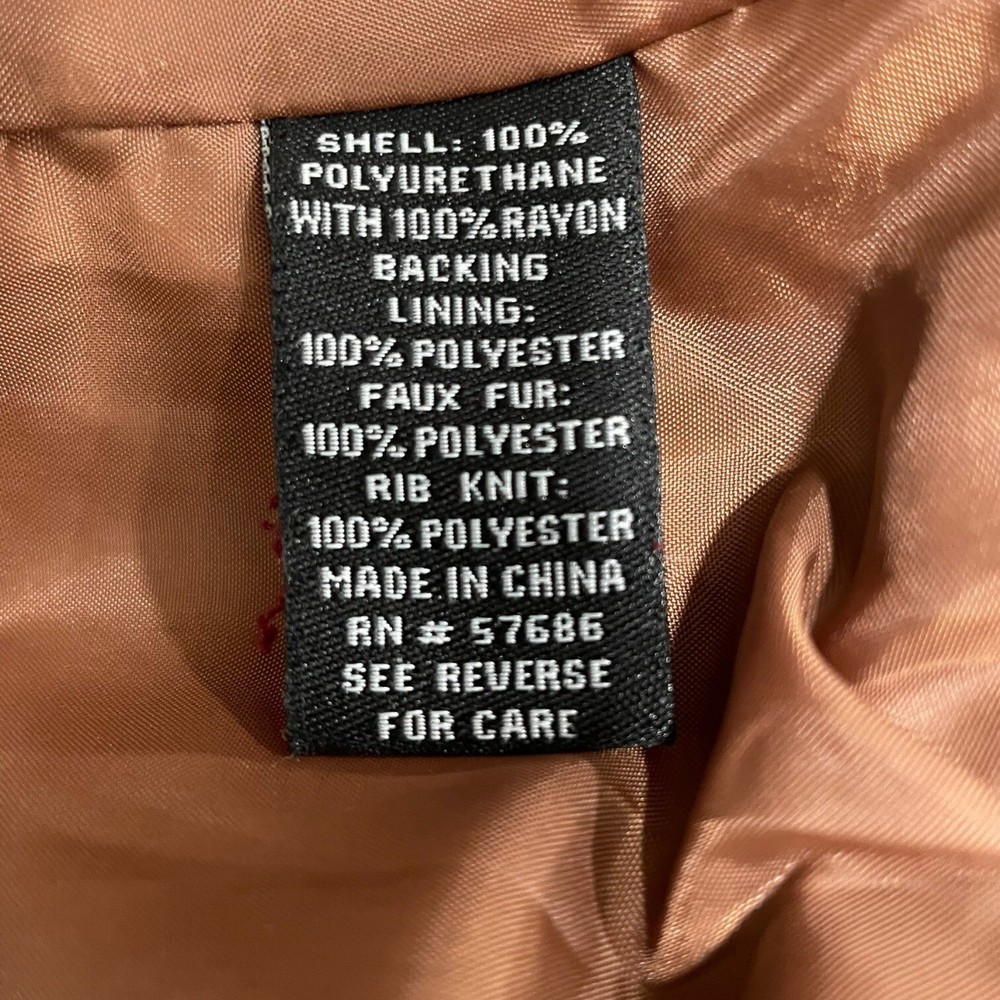 SHELL: 100%
POLYURETHANE
WITH 100% RAYON
BACKING
LINING:
100% POLYESTER
FAUX FUR:
100% POLYESTER
RIB KNIT:
100% POLYESTER
MADE IN CHINA
RN # 57686
SEE REVERSE
FOR CARE